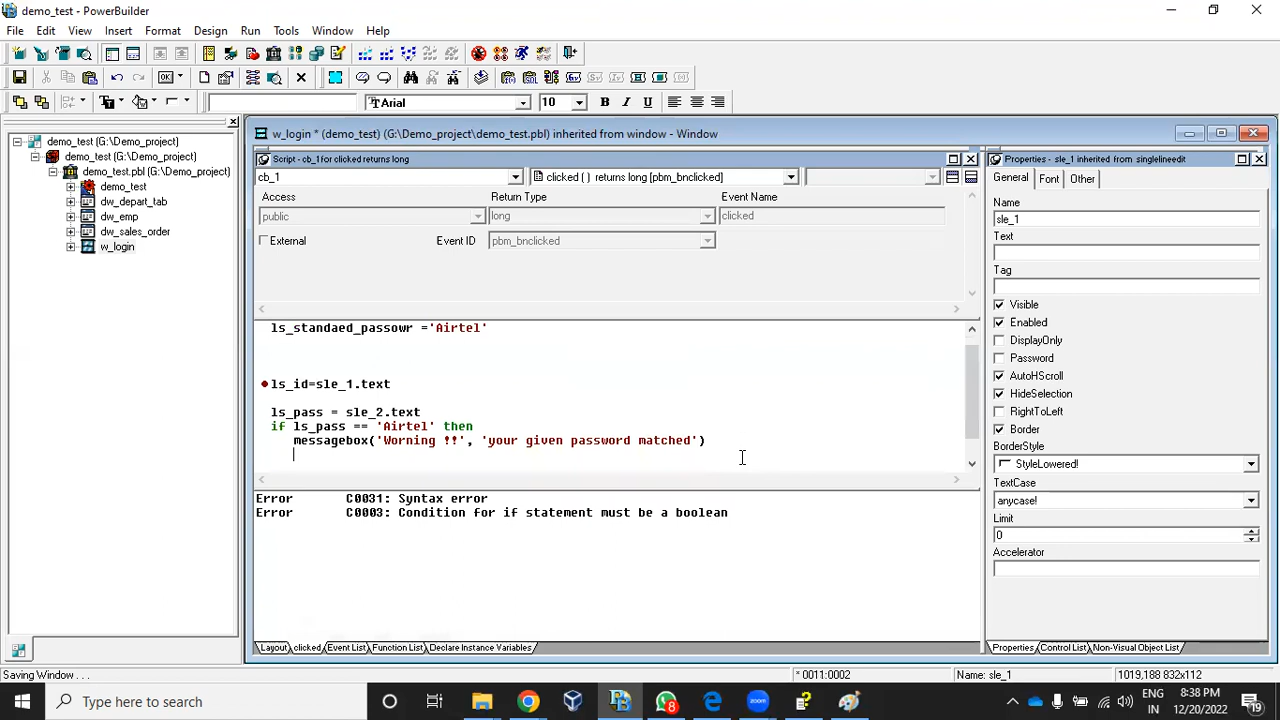 demo_test - PowerBuilder
File Edit View Insert Format Design Run Tools Window Help
OK
Arial 10 B I U
demo_test (G:\Demo_project)
demo_test (G:\Demo_project)
demo_test.pbl (G:\Demo_project)
demo_test
dw_depart_tab
dw_emp
dw_sales_order
w_login
w_login * (demo_test) (G:\Demo_project\demo_test.pbl) inherited from window - Window
Script - cb_1 for clicked returns long
cb_1
clicked ( ) returns long [pbm_bnclicked]
Access Return Type Event Name
public long clicked
External Event ID pbm_bnclicked
ls_standaed_passowr ='Airtel'
ls_id=sle_1.text
ls_pass = sle_2.text
if ls_pass == 'Airtel' then
messagebox('Worning !!', 'your given password matched')
Error C0031: Syntax error
Error C0003: Condition for if statement must be a boolean
Layout clicked Event List Function List Declare Instance Variables
Properties - sle_1 inherited from singlelineedit
General Font Other
Name
sle_1
Text
Tag
Visible
Enabled
DisplayOnly
Password
AutoHScroll
HideSelection
RightToLeft
Border
BorderStyle
StyleLowered!
TextCase
anycase!
Limit
0
Accelerator
Properties Control List Non-Visual Object List
Saving Window . . . * 0011:0002 Name: sle_1 1019,188 832x112
Type here to search
8
ENG
IN
8:38 PM
12/20/2022
19